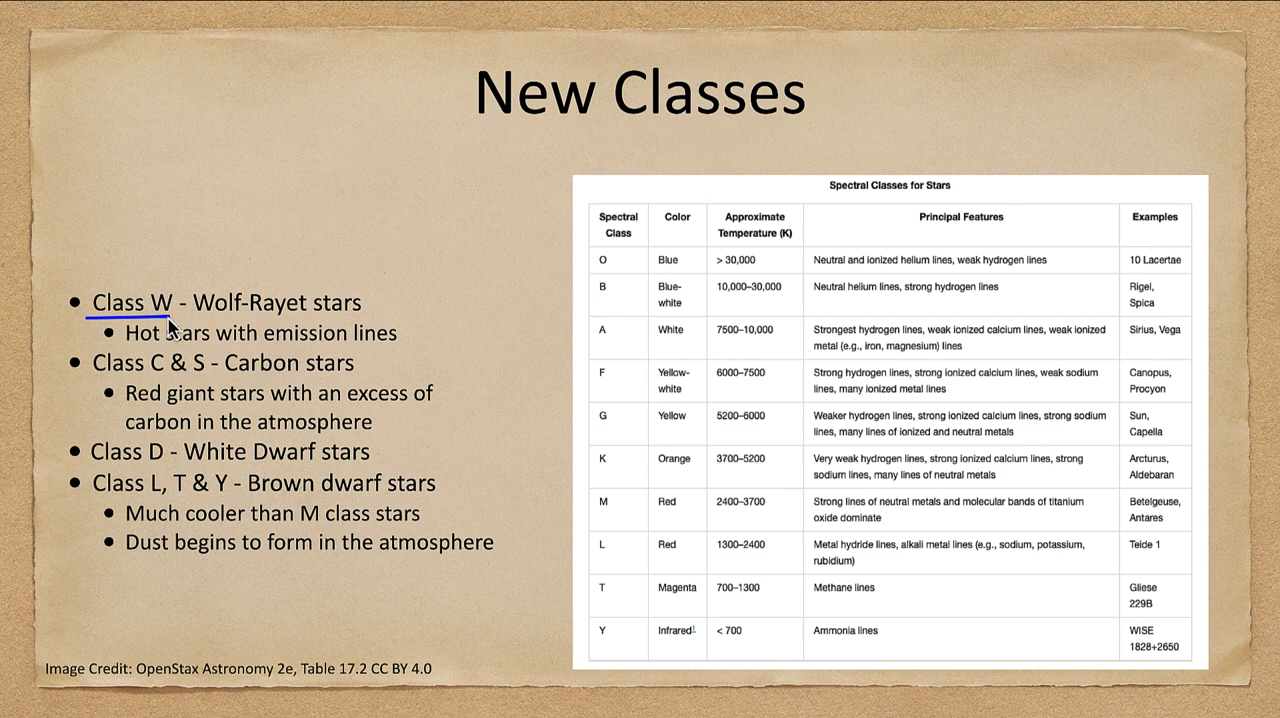 New Classes
• Class W - Wolf-Rayet stars
• Hot stars with emission lines
• Class C & S - Carbon stars
• Red giant stars with an excess of
carbon in the atmosphere
• Class D - White Dwarf stars
• Class L, T & Y - Brown dwarf stars
• Much cooler than M class stars
• Dust begins to form in the atmosphere
Image Credit: OpenStax Astronomy 2e, Table 17.2 CC BY 4.0
Spectral Classes for Stars
Spectral Class | Color | Approximate Temperature (K) | Principal Features | Examples
O | Blue | > 30,000 | Neutral and ionized helium lines, weak hydrogen lines | 10 Lacertae
B | Blue-white | 10,000–30,000 | Neutral helium lines, strong hydrogen lines | Rigel, Spica
A | White | 7500–10,000 | Strongest hydrogen lines, weak ionized calcium lines, weak ionized metal (e.g., iron, magnesium) lines | Sirius, Vega
F | Yellow-white | 6000–7500 | Strong hydrogen lines, strong ionized calcium lines, weak sodium lines, many ionized metal lines | Canopus, Procyon
G | Yellow | 5200–6000 | Weaker hydrogen lines, strong ionized calcium lines, strong sodium lines, many lines of ionized and neutral metals | Sun, Capella
K | Orange | 3700–5200 | Very weak hydrogen lines, strong ionized calcium lines, strong sodium lines, many lines of neutral metals | Arcturus, Aldebaran
M | Red | 2400–3700 | Strong lines of neutral metals and molecular bands of titanium oxide dominate | Betelgeuse, Antares
L | Red | 1300–2400 | Metal hydride lines, alkali metal lines (e.g., sodium, potassium, rubidium) | Teide 1
T | Magenta | 700–1300 | Methane lines | Gliese 229B
Y | Infrared¹ | < 700 | Ammonia lines | WISE 1828+2650